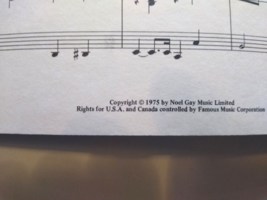 Copyright © 1975 by Noel Gay Music Limited
Rights for U.S.A. and Canada controlled by Famous Music Corporation